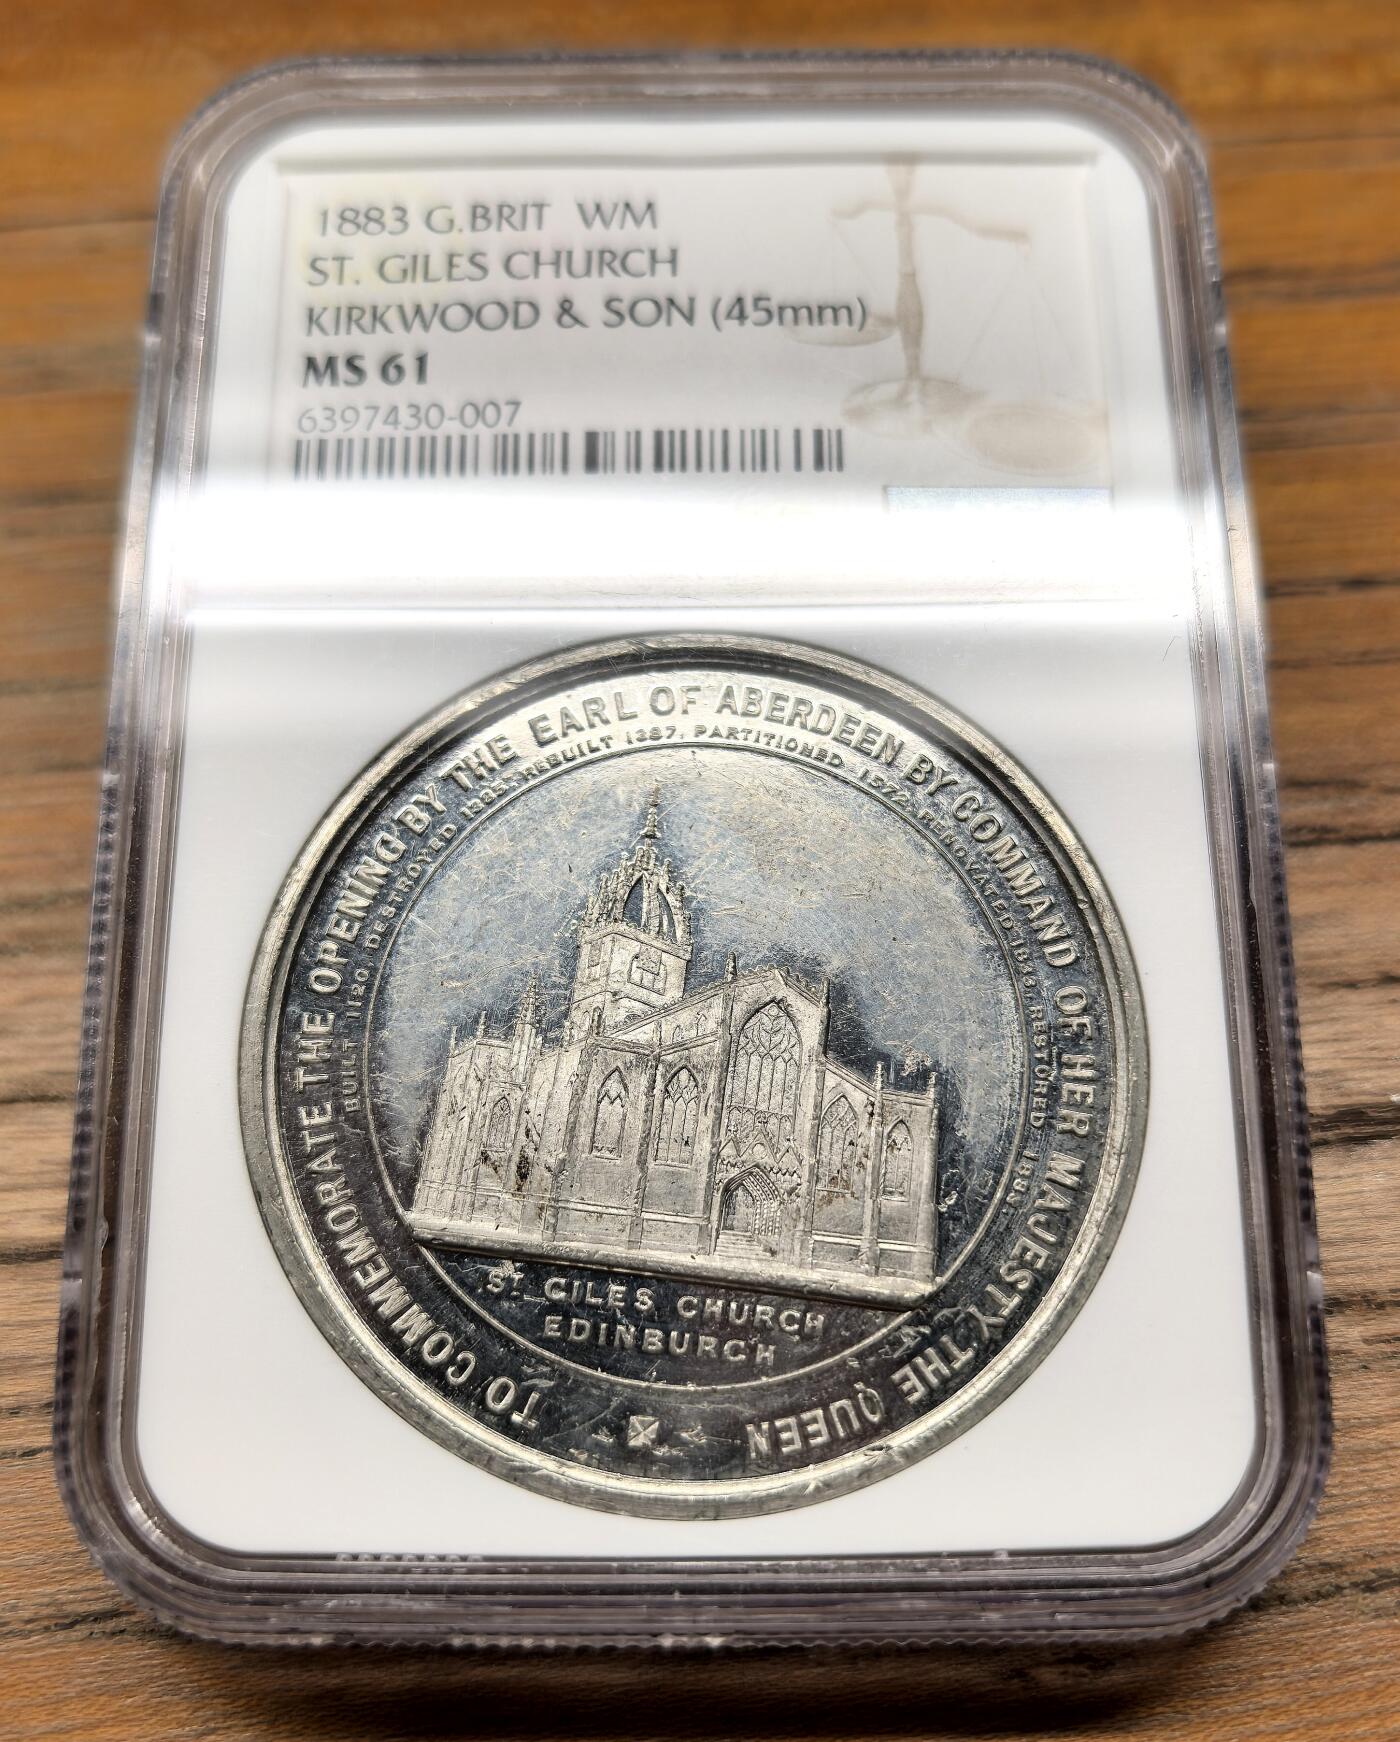 1883 G.BRIT WM
ST. GILES CHURCH
KIRKWOOD & SON (45mm)
MS 61
6397430-007
TO COMMEMORATE THE OPENING BY THE EARL OF ABERDEEN BY COMMAND OF HER MAJESTY THE QUEEN
BUILT 1120, DESTROYED 1385, REBUILT 1387, PARTITIONED 1572, RENOVATED 1833, RESTORED 1883.
ST. GILES CHURCH
EDINBURGH